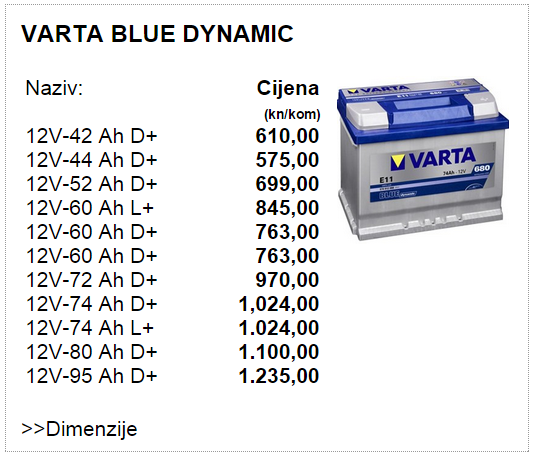 VARTA BLUE DYNAMIC
Naziv: Cijena
(kn/kom)
12V-42 Ah D+ 610,00
12V-44 Ah D+ 575,00
12V-52 Ah D+ 699,00
12V-60 Ah L+ 845,00
12V-60 Ah D+ 763,00
12V-60 Ah D+ 763,00
12V-72 Ah D+ 970,00
12V-74 Ah D+ 1,024,00
12V-74 Ah L+ 1.024,00
12V-80 Ah D+ 1.100,00
12V-95 Ah D+ 1.235,00
>>Dimenzije
VARTA
E11
74Ah - 12V
680
BLUE dynamic
E11
680